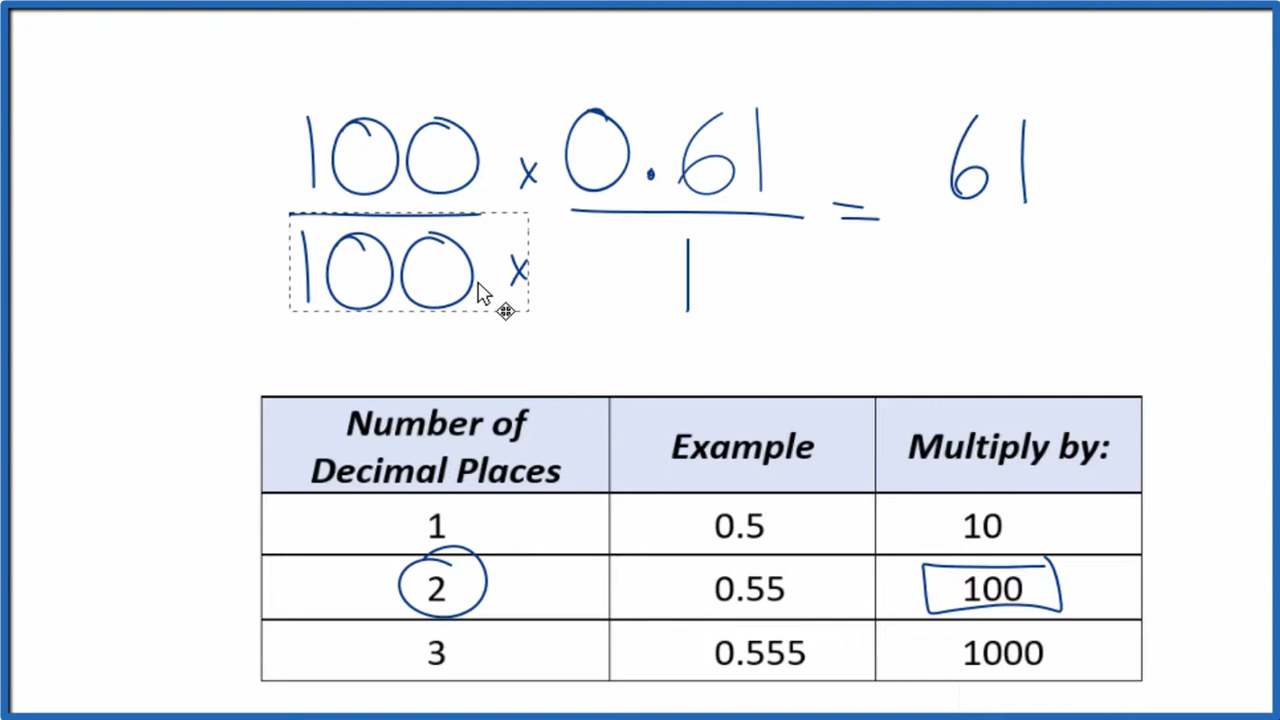 100 x 0.61 = 61
100 x 1
Number of Decimal Places Example Multiply by:
1 0.5 10
2 0.55 100
3 0.555 1000